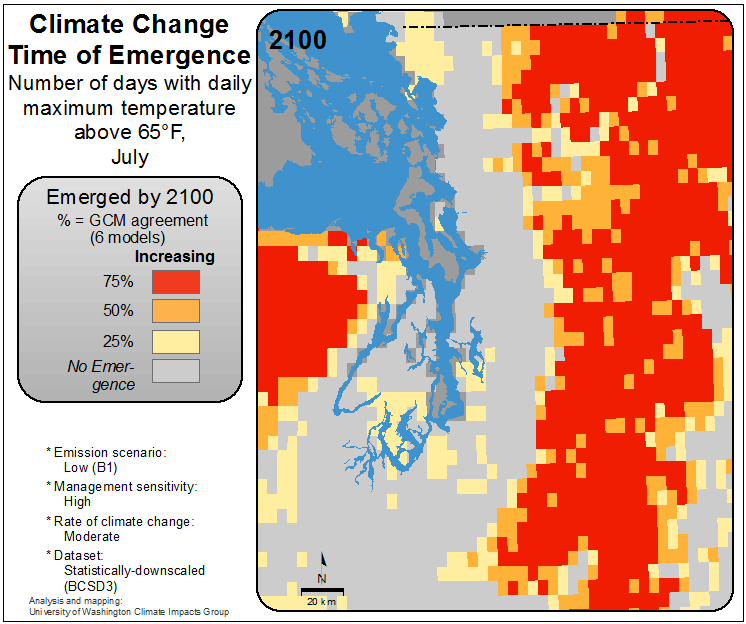 Climate Change
Time of Emergence
Number of days with daily
maximum temperature
above 65°F,
July
Emerged by 2100
% = GCM agreement
(6 models)
Increasing
75%
50%
25%
No Emer-
gence
* Emission scenario:
Low (B1)
* Management sensitivity:
High
* Rate of climate change:
Moderate
* Dataset:
Statistically-downscaled
(BCSD3)
Analysis and mapping:
University of Washington Climate Impacts Group
2100
N
20 km